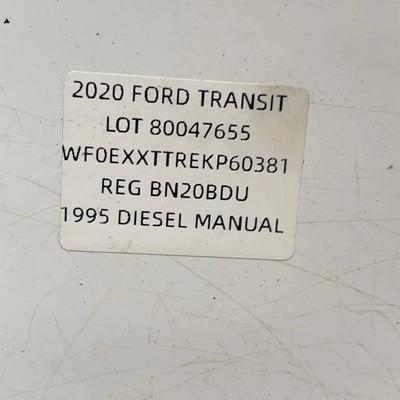 2020 FORD TRANSIT
LOT 80047655
WF0EXXTTREKP60381
REG BN20BDU
1995 DIESEL MANUAL